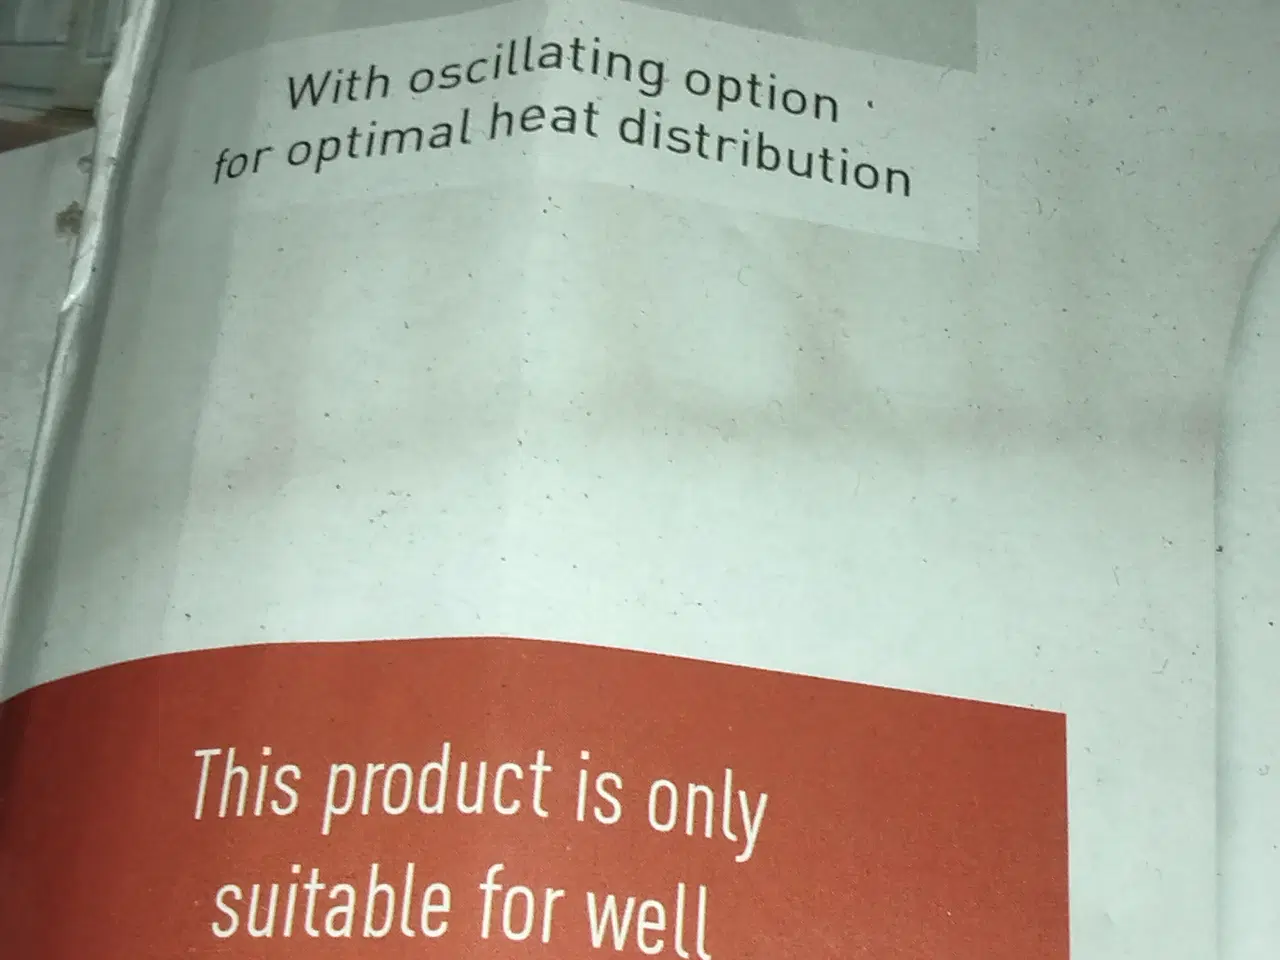 With oscillating option
for optimal heat distribution
This product is only
suitable for well